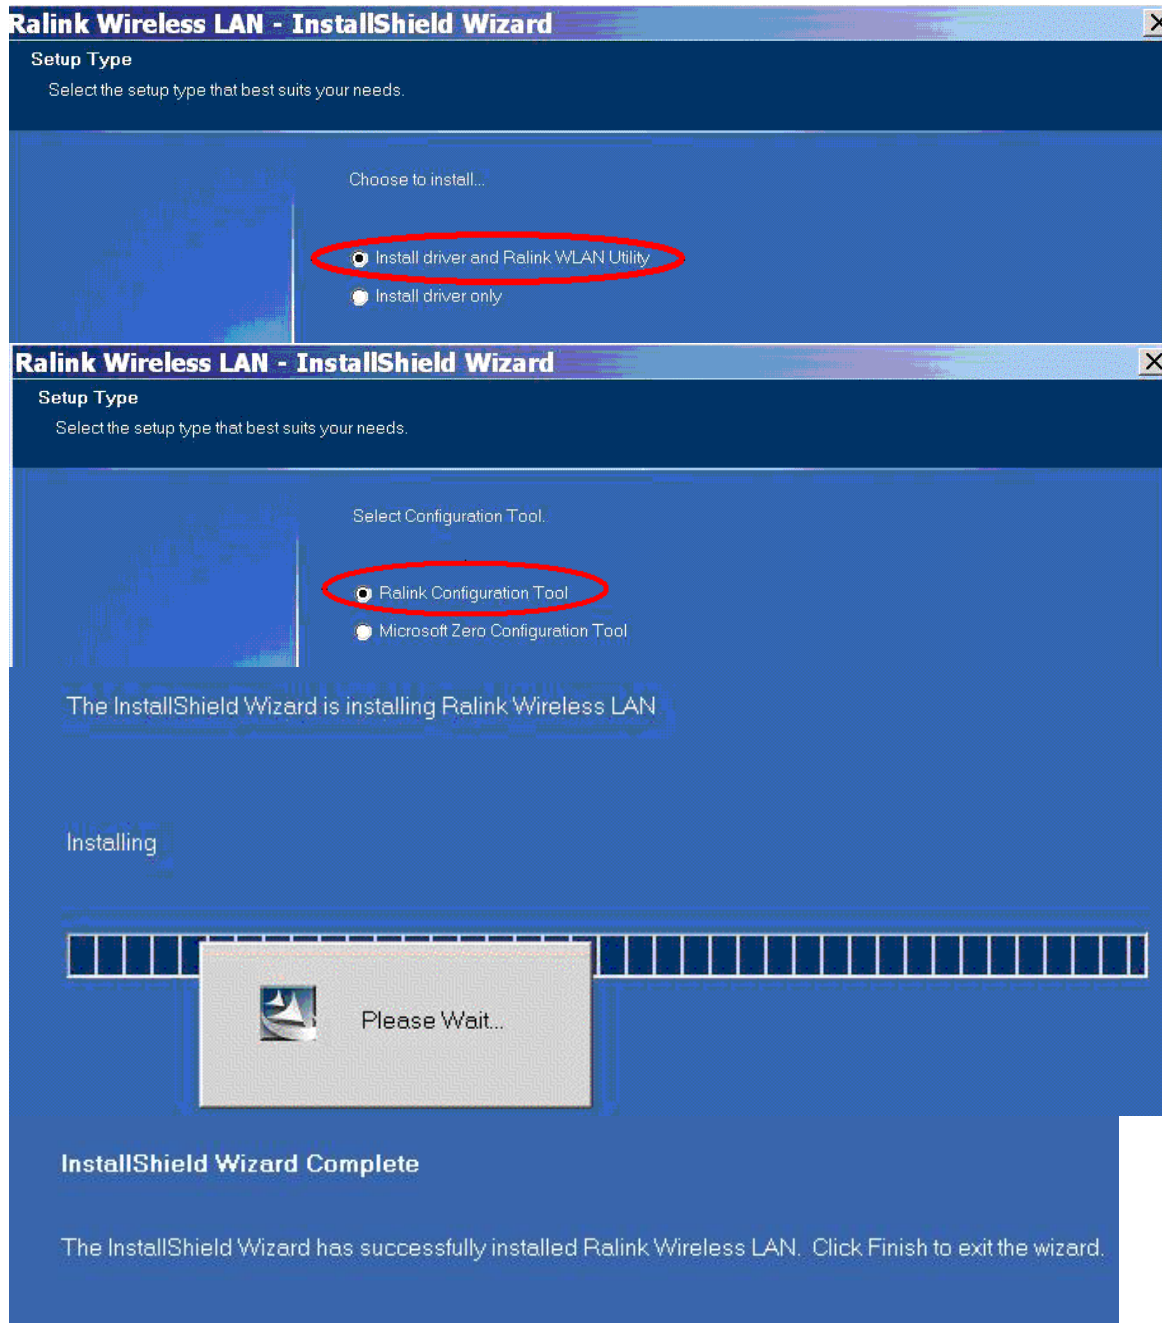 Ralink Wireless LAN - InstallShield Wizard
Setup Type
Select the setup type that best suits your needs.
Choose to install...
Install driver and Ralink WLAN Utility
Install driver only
Ralink Wireless LAN - InstallShield Wizard
Setup Type
Select the setup type that best suits your needs.
Select Configuration Tool.
Ralink Configuration Tool
Microsoft Zero Configuration Tool
The InstallShield Wizard is installing Ralink Wireless LAN
Installing
Please Wait...
InstallShield Wizard Complete
The InstallShield Wizard has successfully installed Ralink Wireless LAN. Click Finish to exit the wizard.